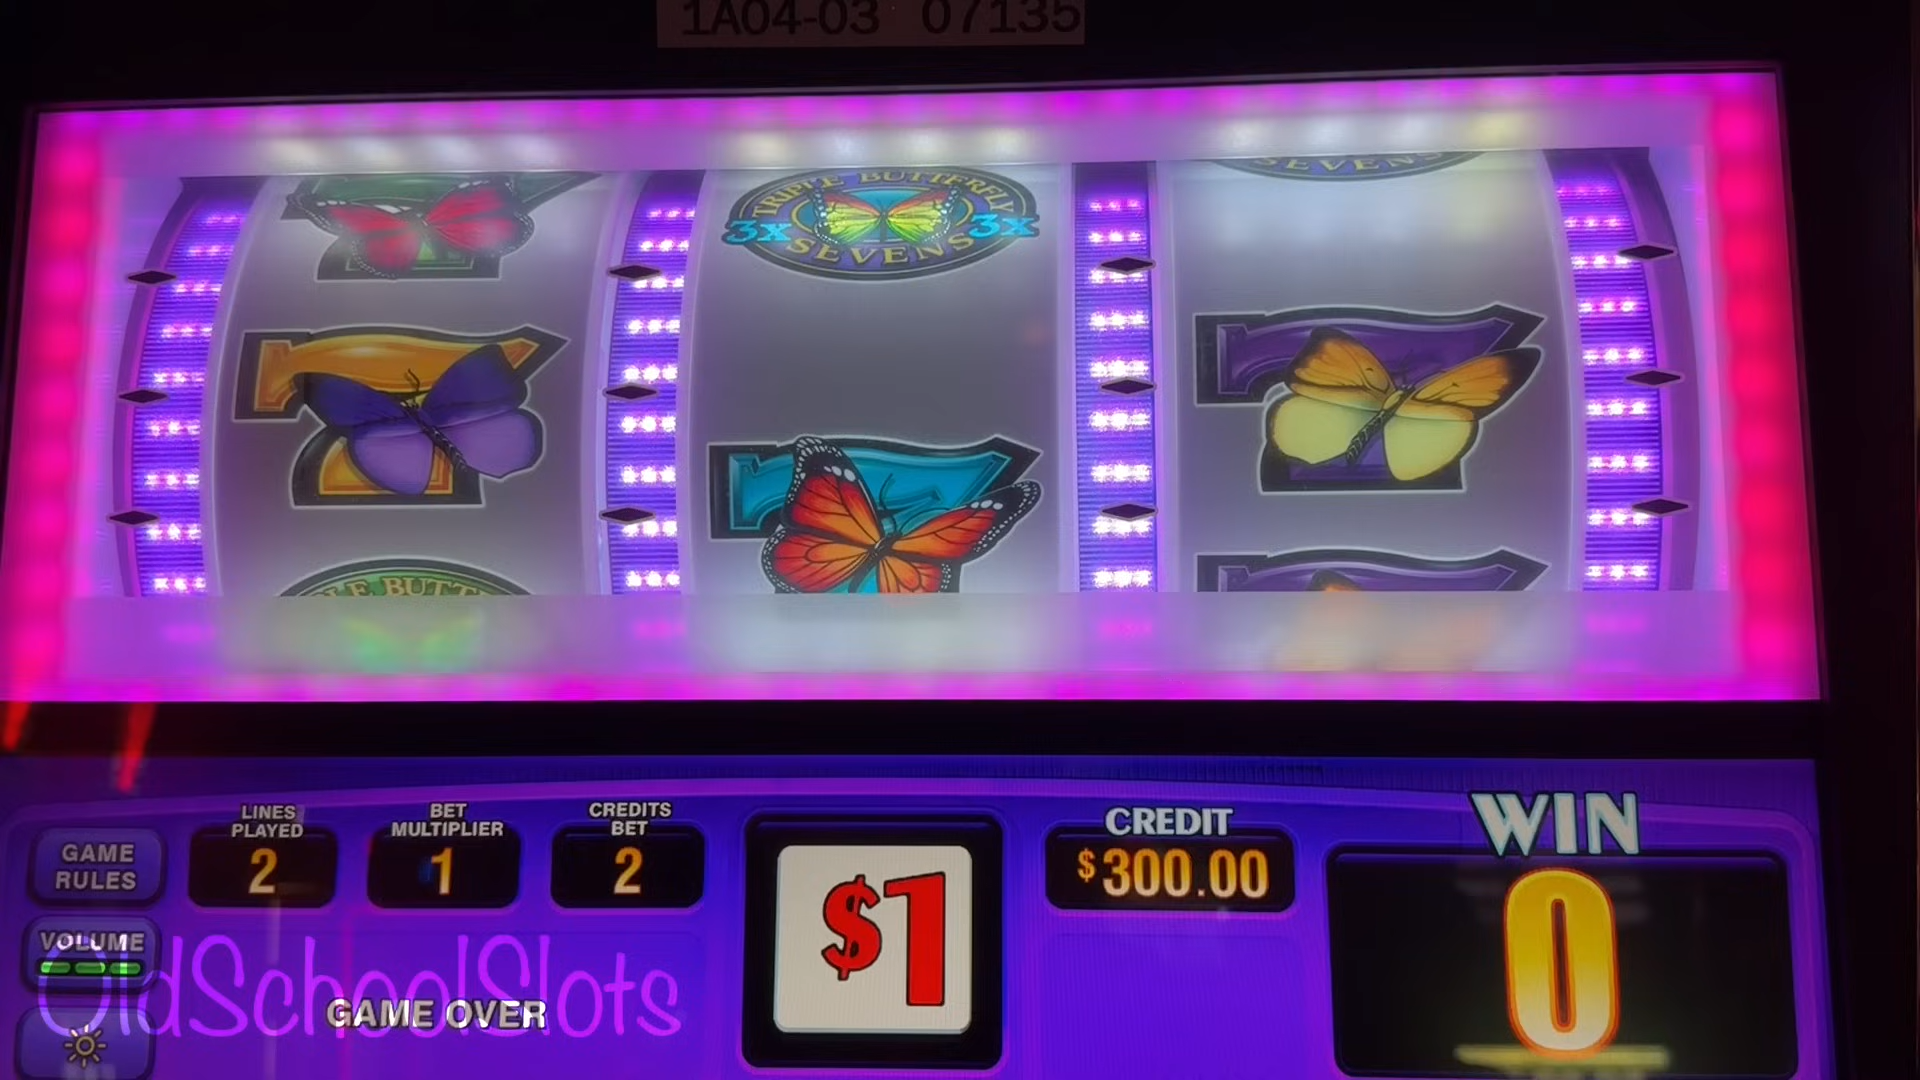 1A04-03 07135
TRIPLE BUTTERFLY
3X 3X
SEVENS
SEVENS
LINES
PLAYED
2
BET
MULTIPLIER
1
CREDITS
BET
2
$1
CREDIT
$300.00
WIN
0
GAME
RULES
VOLUME
OldSchoolSlots
GAME OVER